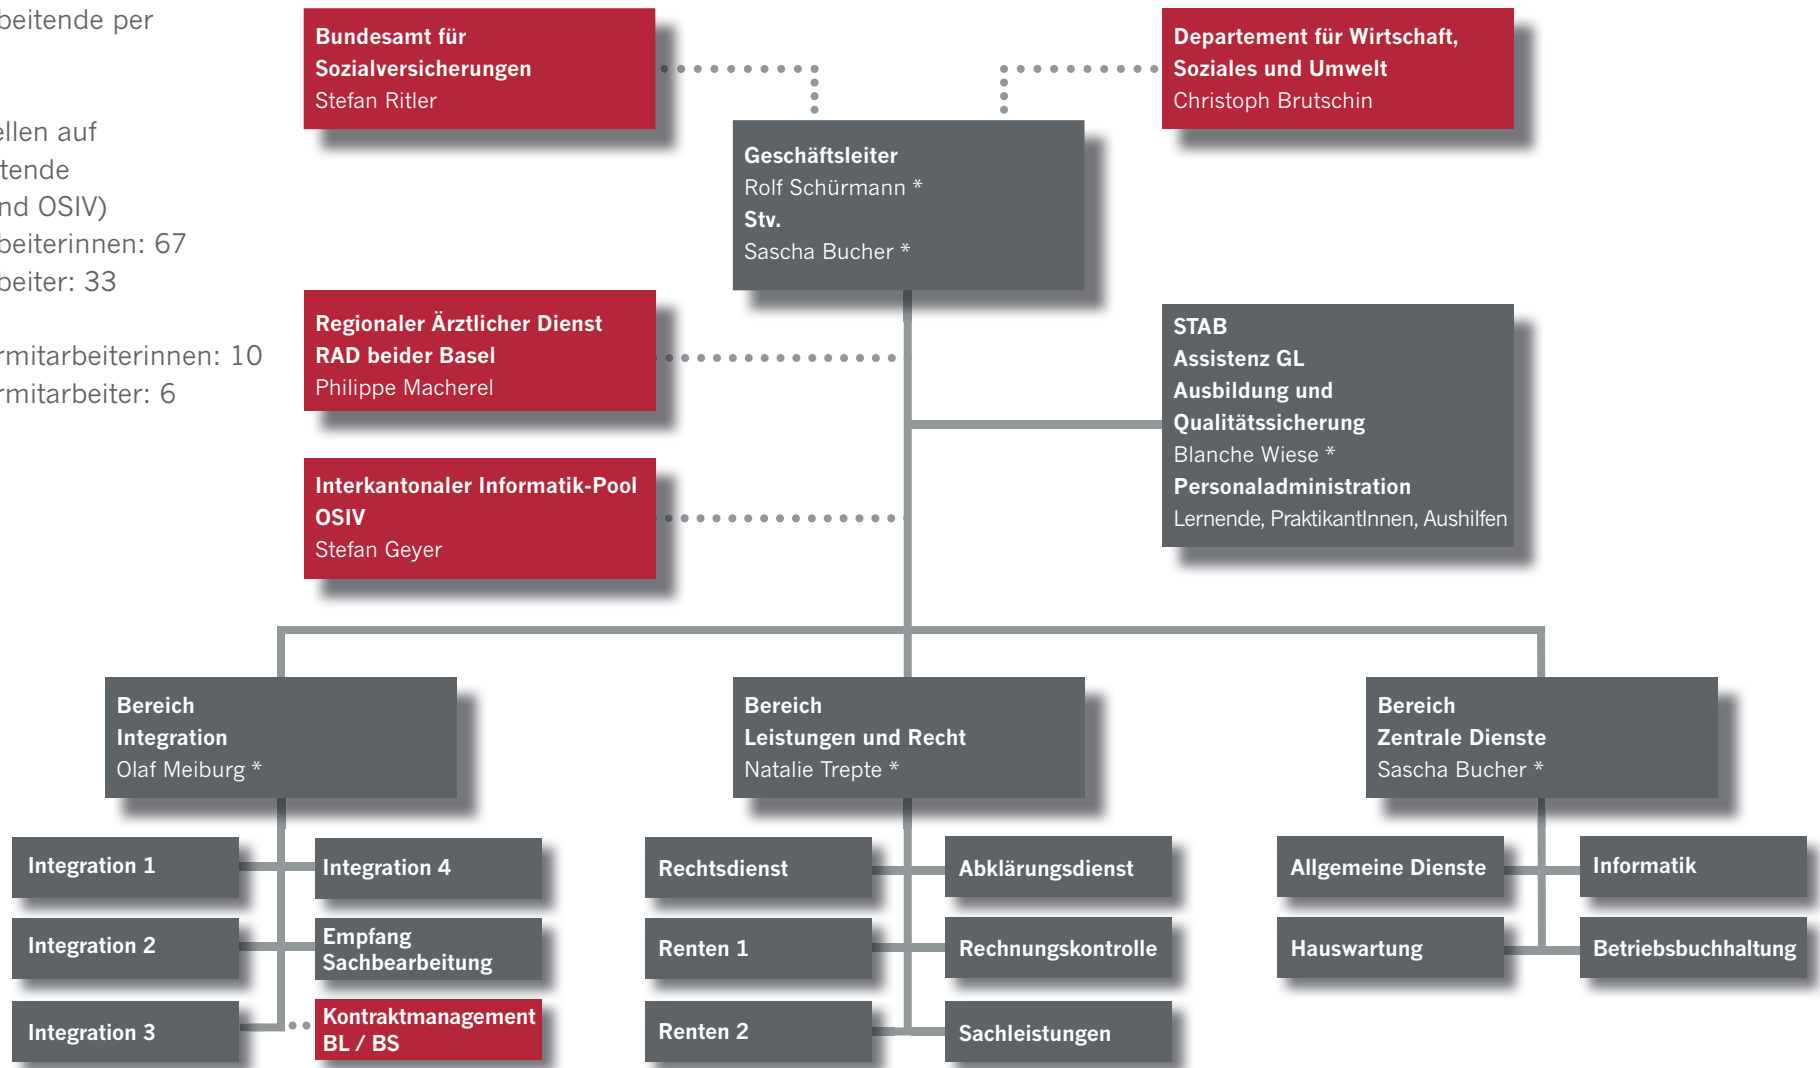 beitende per
ellen auf
tende
nd OSIV)
beiterinnen: 67
beiter: 33
rmitarbeiterinnen: 10
rmitarbeiter: 6
Bundesamt für
Sozialversicherungen
Stefan Ritler
Departement für Wirtschaft,
Soziales und Umwelt
Christoph Brutschin
Geschäftsleiter
Rolf Schürmann *
Stv.
Sascha Bucher *
Regionaler Ärztlicher Dienst
RAD beider Basel
Philippe Macherel
STAB
Assistenz GL
Ausbildung und
Qualitätssicherung
Blanche Wiese *
Personaladministration
Lernende, PraktikantInnen, Aushilfen
Interkantonaler Informatik-Pool
OSIV
Stefan Geyer
Bereich
Integration
Olaf Meiburg *
Bereich
Leistungen und Recht
Natalie Trepte *
Bereich
Zentrale Dienste
Sascha Bucher *
Integration 1
Integration 4
Integration 2
Empfang
Sachbearbeitung
Integration 3
Kontraktmanagement
BL / BS
Rechtsdienst
Abklärungsdienst
Renten 1
Rechnungskontrolle
Renten 2
Sachleistungen
Allgemeine Dienste
Informatik
Hauswartung
Betriebsbuchhaltung